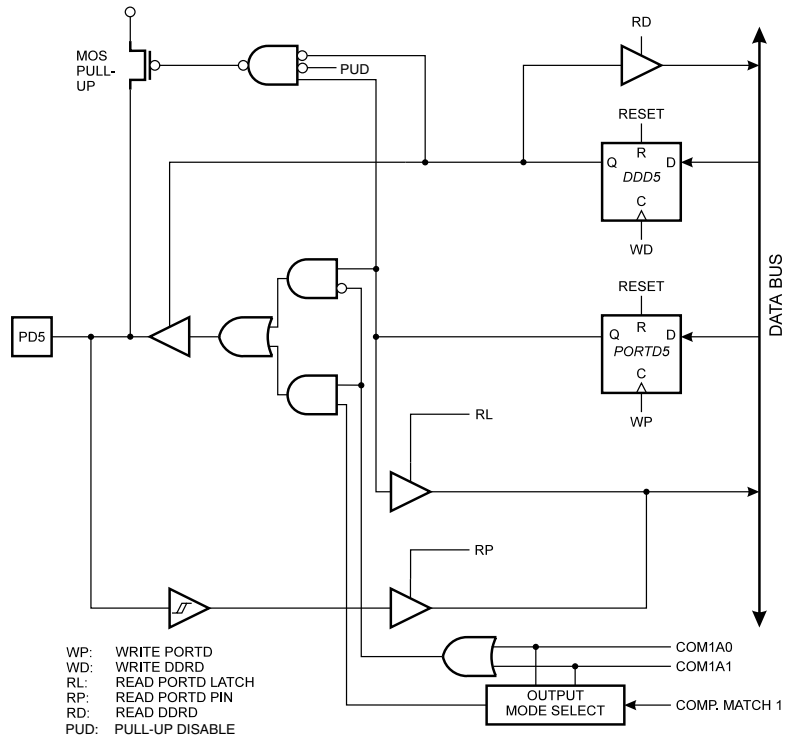 RD
MOS
PULL-
UP
PUD
RESET
Q R D
DDD5
C
WD
RESET
PD5
Q R D
PORTD5
C
WP
DATA BUS
RL
RP
WP: WRITE PORTD
WD: WRITE DDRD
RL: READ PORTD LATCH
RP: READ PORTD PIN
RD: READ DDRD
PUD: PULL-UP DISABLE
COM1A0
COM1A1
OUTPUT
MODE SELECT
COMP. MATCH 1